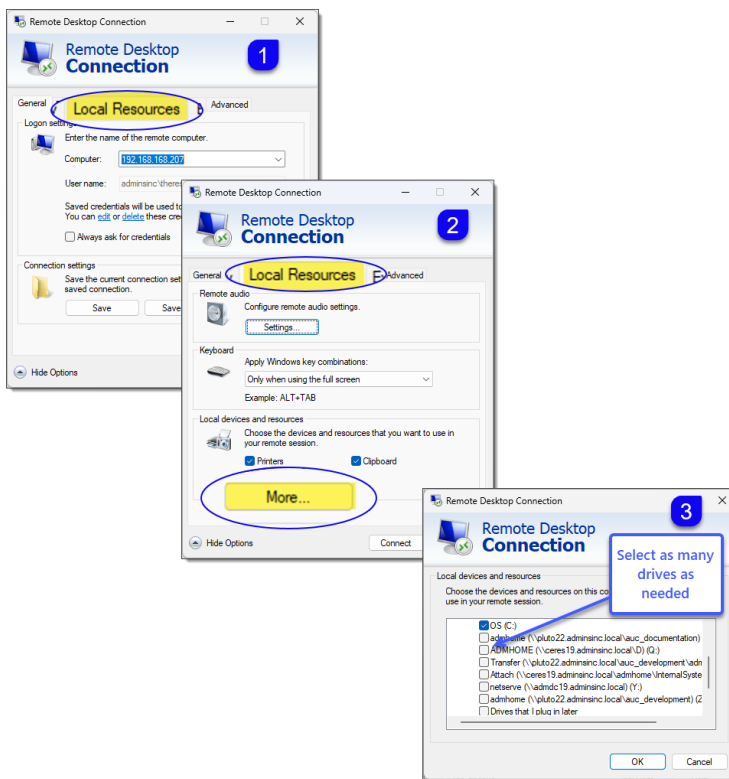 Remote Desktop Connection
1
Remote Desktop
Connection
General
Local Resources
Advanced
Logon
Enter the name of the remote computer.
Computer:
192.168.168.207
User name:
Saved credentials will be used
You can edit or delete these
Always ask for credentials
Connection settings
Save the current connection
saved connection.
Save
Save
Hide Options
Remote Desktop Connection
2
Remote Desktop
Connection
General
Local Resources
Advanced
Remote audio
Configure remote audio settings.
Settings...
Keyboard
Apply Windows key combinations:
Only when using the full screen
Example: ALT+TAB
Local devices and resources
Choose the devices and resources that you want to use in
your remote session.
Printers
Clipboard
More...
Hide Options
Connect
Remote Desktop Connection
3
Remote Desktop
Connection
Select as many
drives as
needed
Local devices and resources
Choose the devices and resources on this
use in your remote session.
OS (C:)
admhome (\\pluto22.adminsinc.local\auc_documentation)
ADMHOME (\\ceres19.adminsinc.local\D) (Q:)
Transfer (\\pluto22.adminsinc.local\auc_development\adm
Attach (\\ceres19.adminsinc.local\admhome\InternalSyste
netserve (\\admdc19.adminsinc.local) (Y:)
admhome (\\pluto22.adminsinc.local\auc_development) (Z
Drives that I plug in later
OK
Cancel